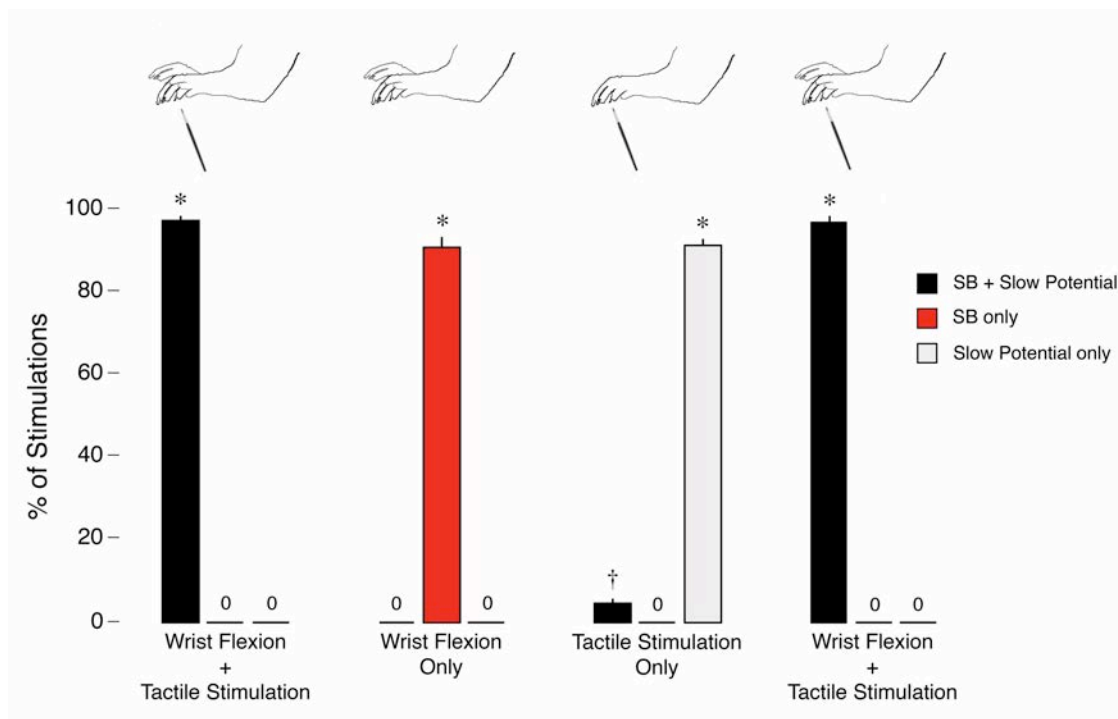 *
*
*
*
100
80
60
40
20
0
% of Stimulations
SB + Slow Potential
SB only
Slow Potential only
0 0
0 0
† 0
0 0
Wrist Flexion
+
Tactile Stimulation
Wrist Flexion
Only
Tactile Stimulation
Only
Wrist Flexion
+
Tactile Stimulation